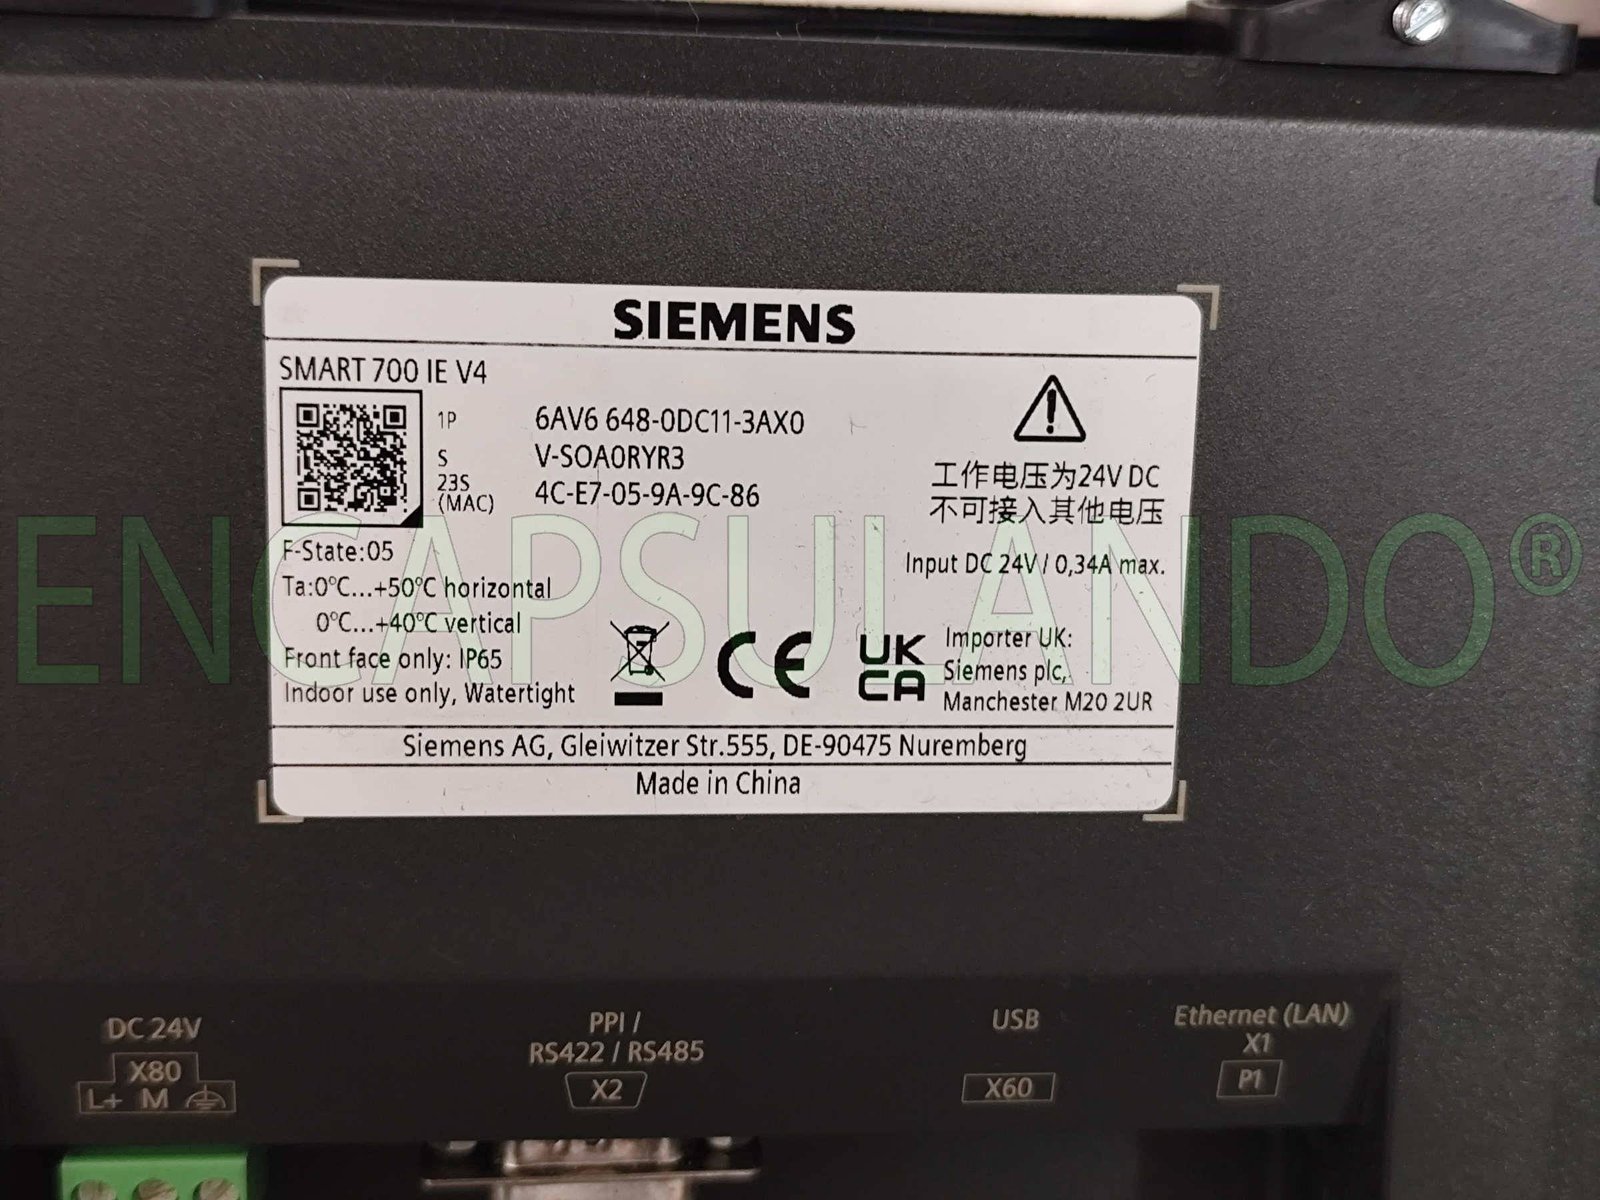 SIEMENS
SMART 700 IE V4
1P 6AV6 648-0DC11-3AX0
S V-SOA0RYR3
23S (MAC) 4C-E7-05-9A-9C-86
工作电压为24V DC
不可接入其他电压
F-State:05
Input DC 24V / 0,34A max.
Ta:0°C...+50°C horizontal
0°C...+40°C vertical
Front face only: IP65
Indoor use only, Watertight
CE
UK
CA
Importer UK:
Siemens plc,
Manchester M20 2UR
Siemens AG, Gleiwitzer Str.555, DE-90475 Nuremberg
Made in China
ENCAPSULANDO®
DC 24V
X80
L+ M
PPI /
RS422 / RS485
X2
USB
X60
Ethernet (LAN)
X1
P1